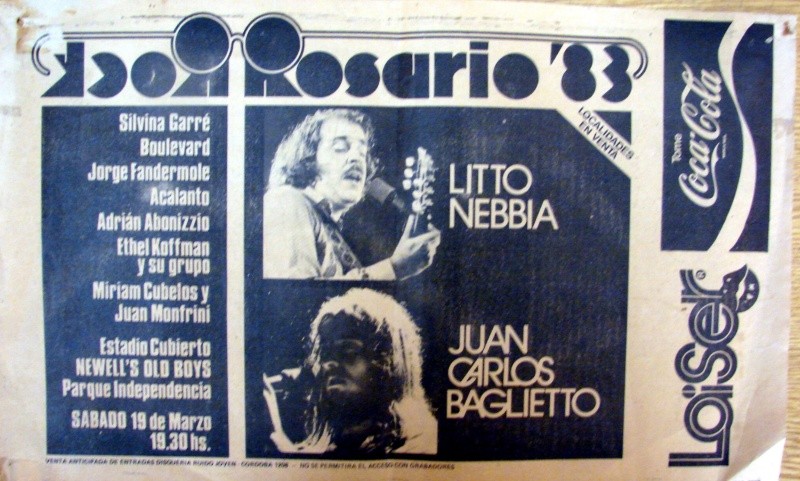 Rock Rosario '83
Silvina Garré
Boulevard
Jorge Fandermole
Acalanto
Adrián Abonizzio
Ethel Koffman
y su grupo
Miriam Cubelos y
Juan Monfrini
Estadio Cubierto
NEWELL'S OLD BOYS
Parque Independencia
SABADO 19 de Marzo
19.30 hs.
LITTO
NEBBIA
JUAN
CARLOS
BAGLIETTO
LOCALIDADES
EN VENTA
Tome
Coca-Cola
Loiser
VENTA ANTICIPADA DE ENTRADAS DISQUERIA RUIDO JOVEN - CORDOBA - NO SE PERMITIRA EL ACCESO CON GRABADORES